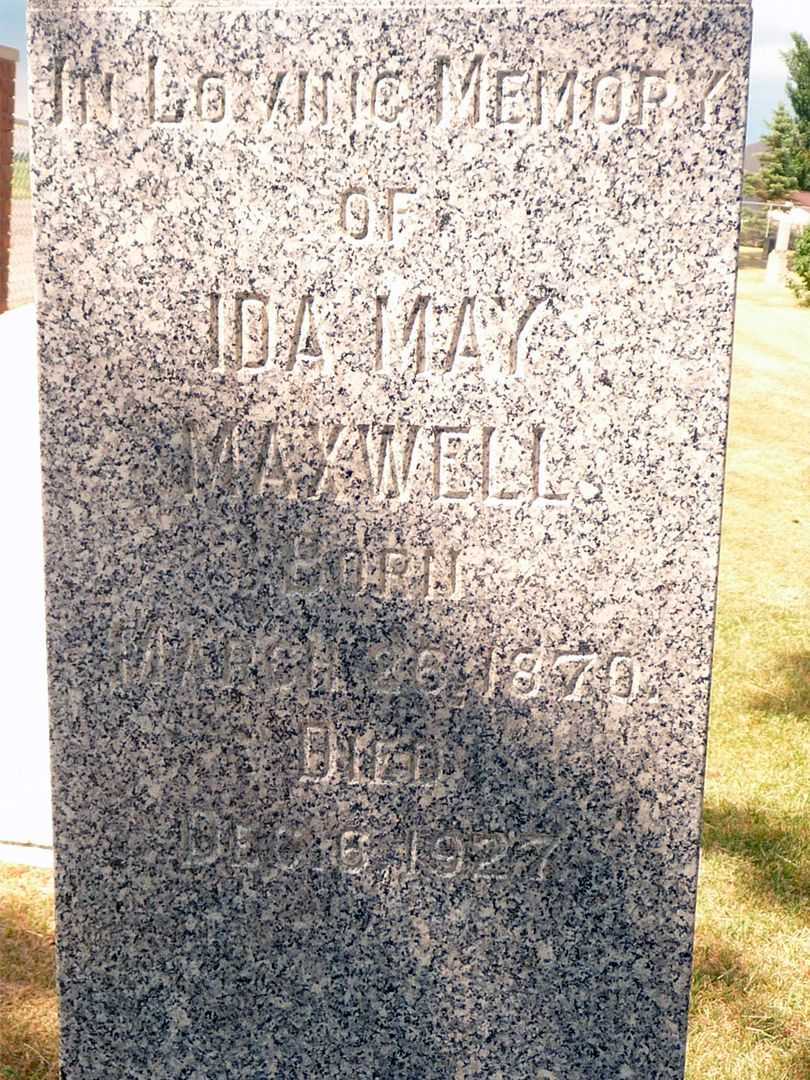 In Loving Memory
OF
IDA MAY
MAXWELL.
Born
March 26, 1870.
Died
Dec. 6, 1927